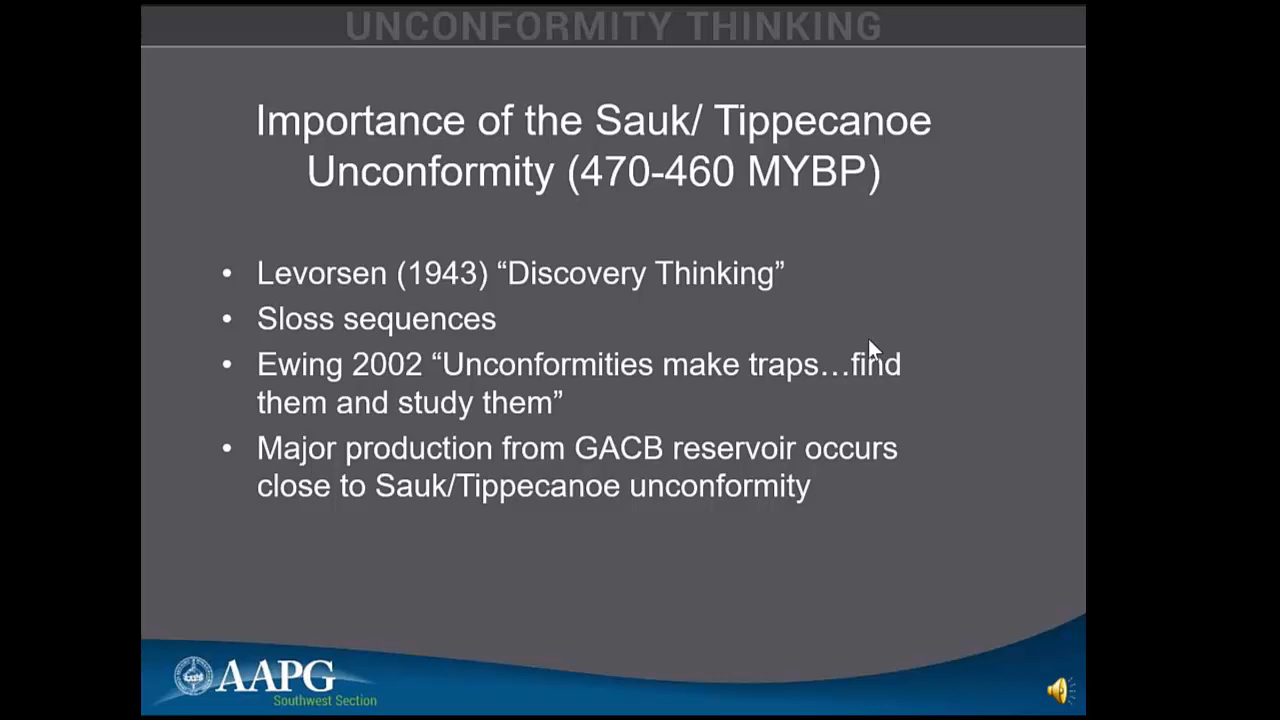 UNCONFORMITY THINKING
Importance of the Sauk/ Tippecanoe
Unconformity (470-460 MYBP)
• Levorsen (1943) “Discovery Thinking”
• Sloss sequences
• Ewing 2002 “Unconformities make traps…find
them and study them”
• Major production from GACB reservoir occurs
close to Sauk/Tippecanoe unconformity
AAPG
Southwest Section